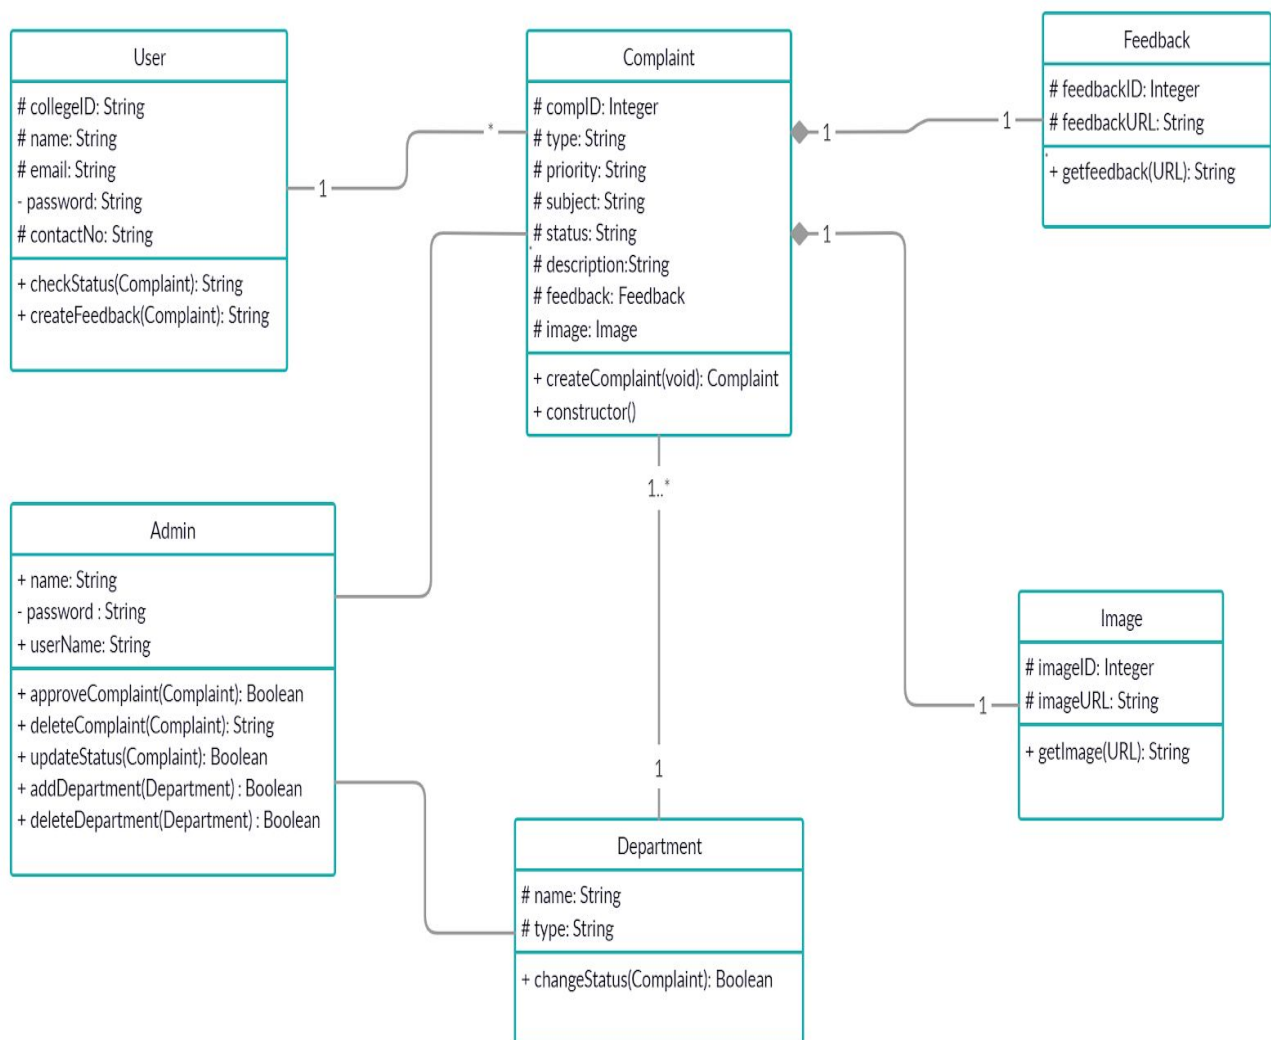 User
# collegeID: String
# name: String
# email: String
- password: String
# contactNo: String
+ checkStatus(Complaint): String
+ createFeedback(Complaint): String
1
*
Complaint
# compID: Integer
# type: String
# priority: String
# subject: String
# status: String
# description:String
# feedback: Feedback
# image: Image
+ createComplaint(void): Complaint
+ constructor()
1
1
Feedback
# feedbackID: Integer
# feedbackURL: String
+ getfeedback(URL): String
1
1
Image
# imageID: Integer
# imageURL: String
+ getImage(URL): String
Admin
+ name: String
- password : String
+ userName: String
+ approveComplaint(Complaint): Boolean
+ deleteComplaint(Complaint): String
+ updateStatus(Complaint): Boolean
+ addDepartment(Department) : Boolean
+ deleteDepartment(Department) : Boolean
1..*
1
Department
# name: String
# type: String
+ changeStatus(Complaint): Boolean